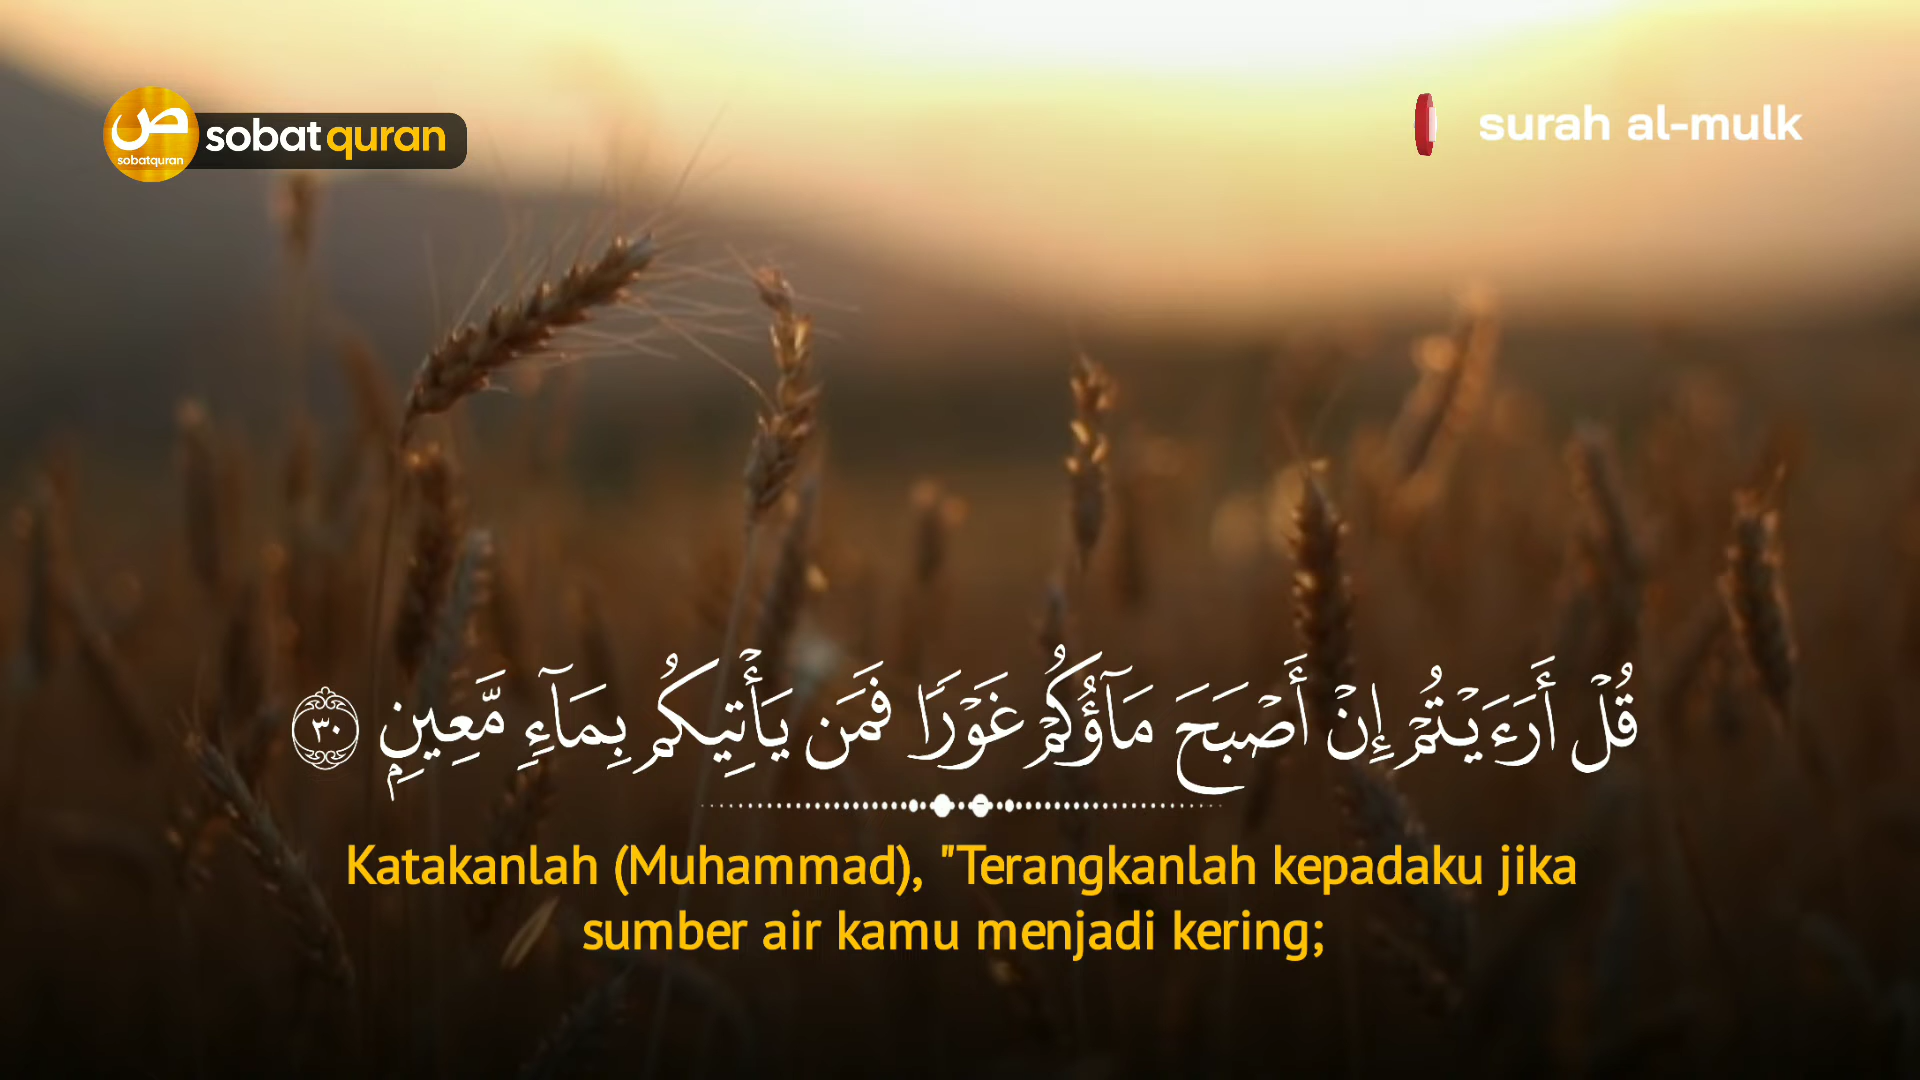 ص
sobatquran
sobat quran
surah al-mulk
قُلْ أَرَءَيْتُمْ إِنْ أَصْبَحَ مَآؤُكُمْ غَوْرًا فَمَن يَأْتِيكُم بِمَآءٍ مَّعِينٍۭ ٣٠
Katakanlah (Muhammad), "Terangkanlah kepadaku jika
sumber air kamu menjadi kering;